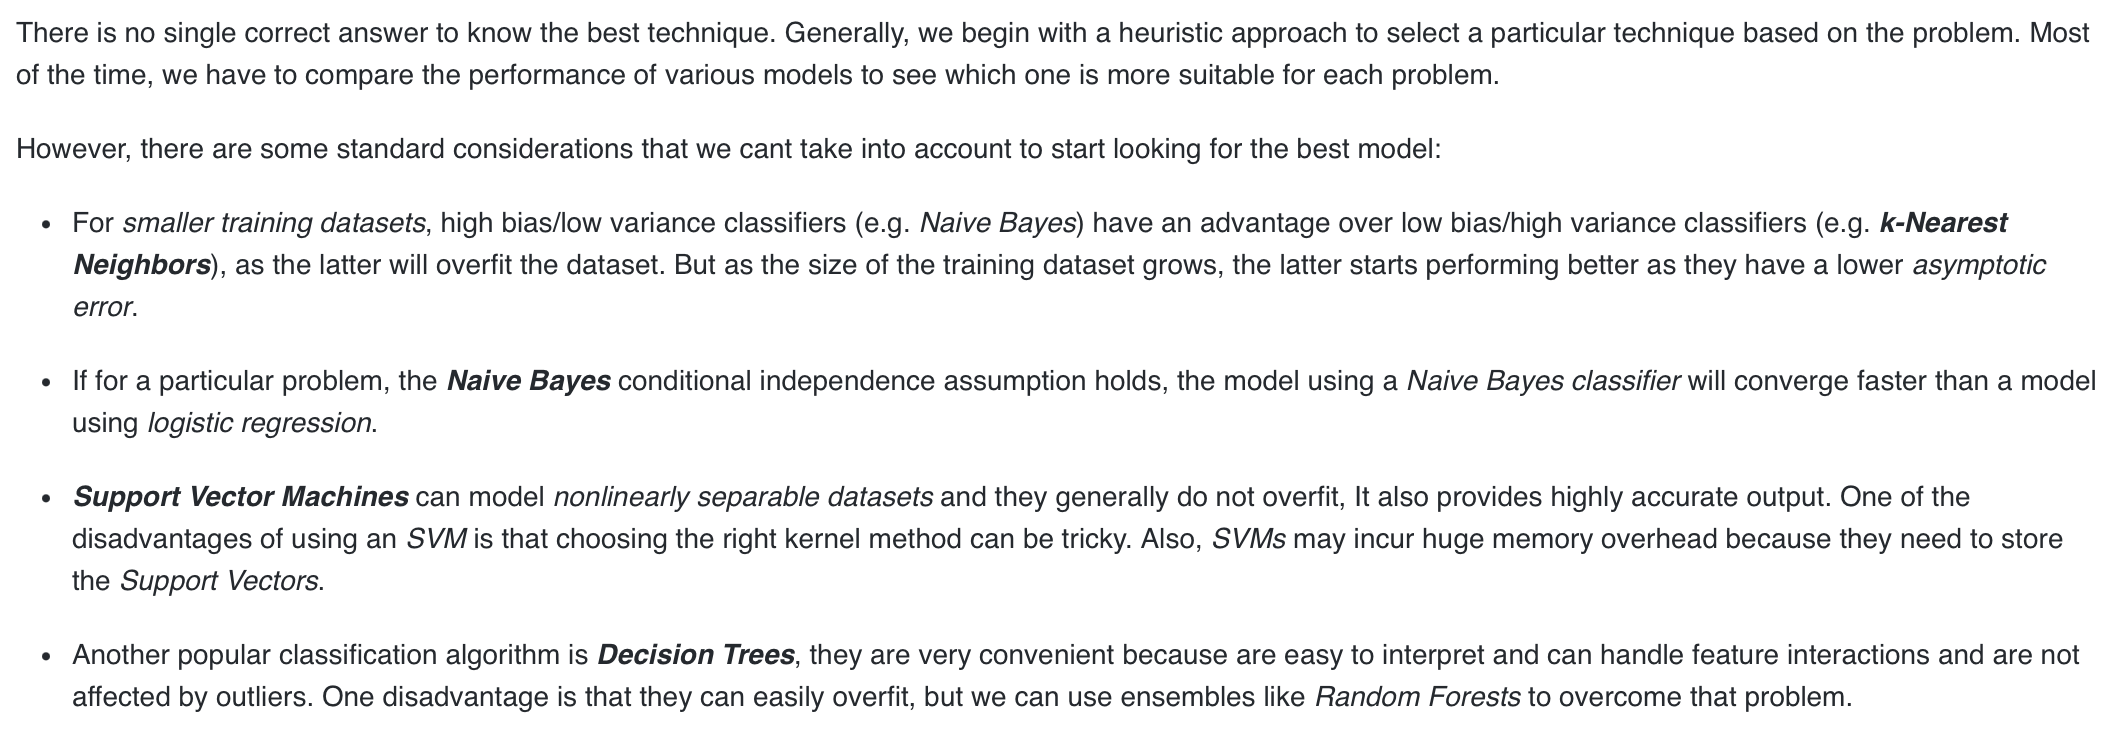 There is no single correct answer to know the best technique. Generally, we begin with a heuristic approach to select a particular technique based on the problem. Most
of the time, we have to compare the performance of various models to see which one is more suitable for each problem.
However, there are some standard considerations that we cant take into account to start looking for the best model:
• For smaller training datasets, high bias/low variance classifiers (e.g. Naive Bayes) have an advantage over low bias/high variance classifiers (e.g. k-Nearest
Neighbors), as the latter will overfit the dataset. But as the size of the training dataset grows, the latter starts performing better as they have a lower asymptotic
error.
• If for a particular problem, the Naive Bayes conditional independence assumption holds, the model using a Naive Bayes classifier will converge faster than a model
using logistic regression.
• Support Vector Machines can model nonlinearly separable datasets and they generally do not overfit, It also provides highly accurate output. One of the
disadvantages of using an SVM is that choosing the right kernel method can be tricky. Also, SVMs may incur huge memory overhead because they need to store
the Support Vectors.
• Another popular classification algorithm is Decision Trees, they are very convenient because are easy to interpret and can handle feature interactions and are not
affected by outliers. One disadvantage is that they can easily overfit, but we can use ensembles like Random Forests to overcome that problem.